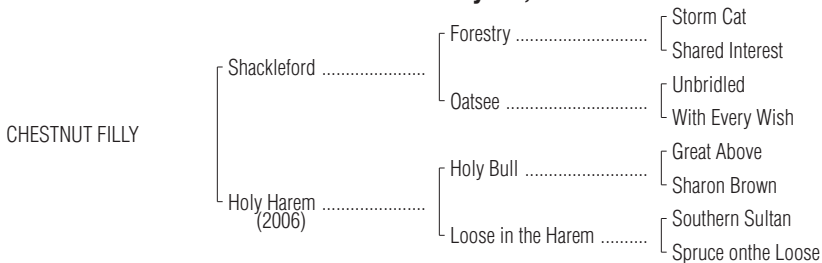 Storm Cat
Forestry ............................
Shared Interest
Shackleford ......................
Unbridled
Oatsee ..............................
With Every Wish
CHESTNUT FILLY
Great Above
Holy Bull ..........................
Sharon Brown
Holy Harem ......................
(2006)
Southern Sultan
Loose in the Harem ..........
Spruce onthe Loose